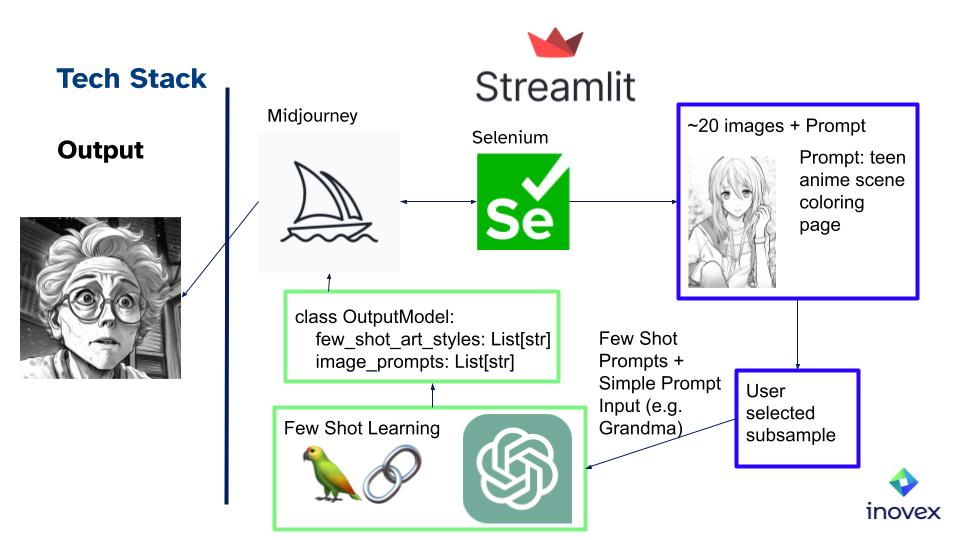 Streamlit
Tech Stack
Output
Midjourney
Selenium
Se
~20 images + Prompt
Prompt: teen
anime scene
coloring
page
class OutputModel:
few_shot_art_styles: List[str]
image_prompts: List[str]
Few Shot
Prompts +
Simple Prompt
Input (e.g.
Grandma)
User
selected
subsample
Few Shot Learning
inovex